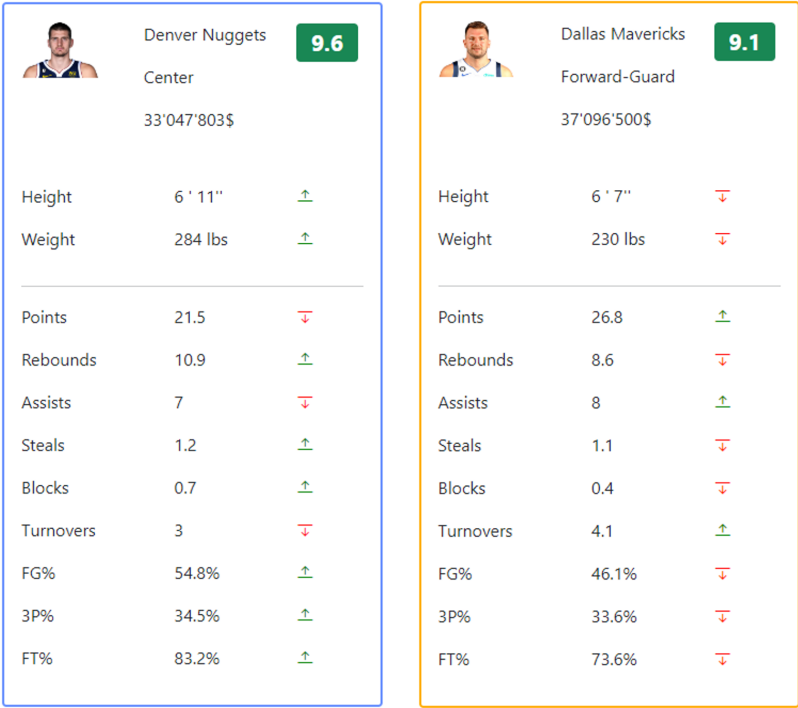 Denver Nuggets
9.6
Center
33'047'803$
Height 6 ' 11''
Weight 284 lbs
Points 21.5
Rebounds 10.9
Assists 7
Steals 1.2
Blocks 0.7
Turnovers 3
FG% 54.8%
3P% 34.5%
FT% 83.2%
Dallas Mavericks
9.1
Forward-Guard
37'096'500$
Height 6 ' 7''
Weight 230 lbs
Points 26.8
Rebounds 8.6
Assists 8
Steals 1.1
Blocks 0.4
Turnovers 4.1
FG% 46.1%
3P% 33.6%
FT% 73.6%